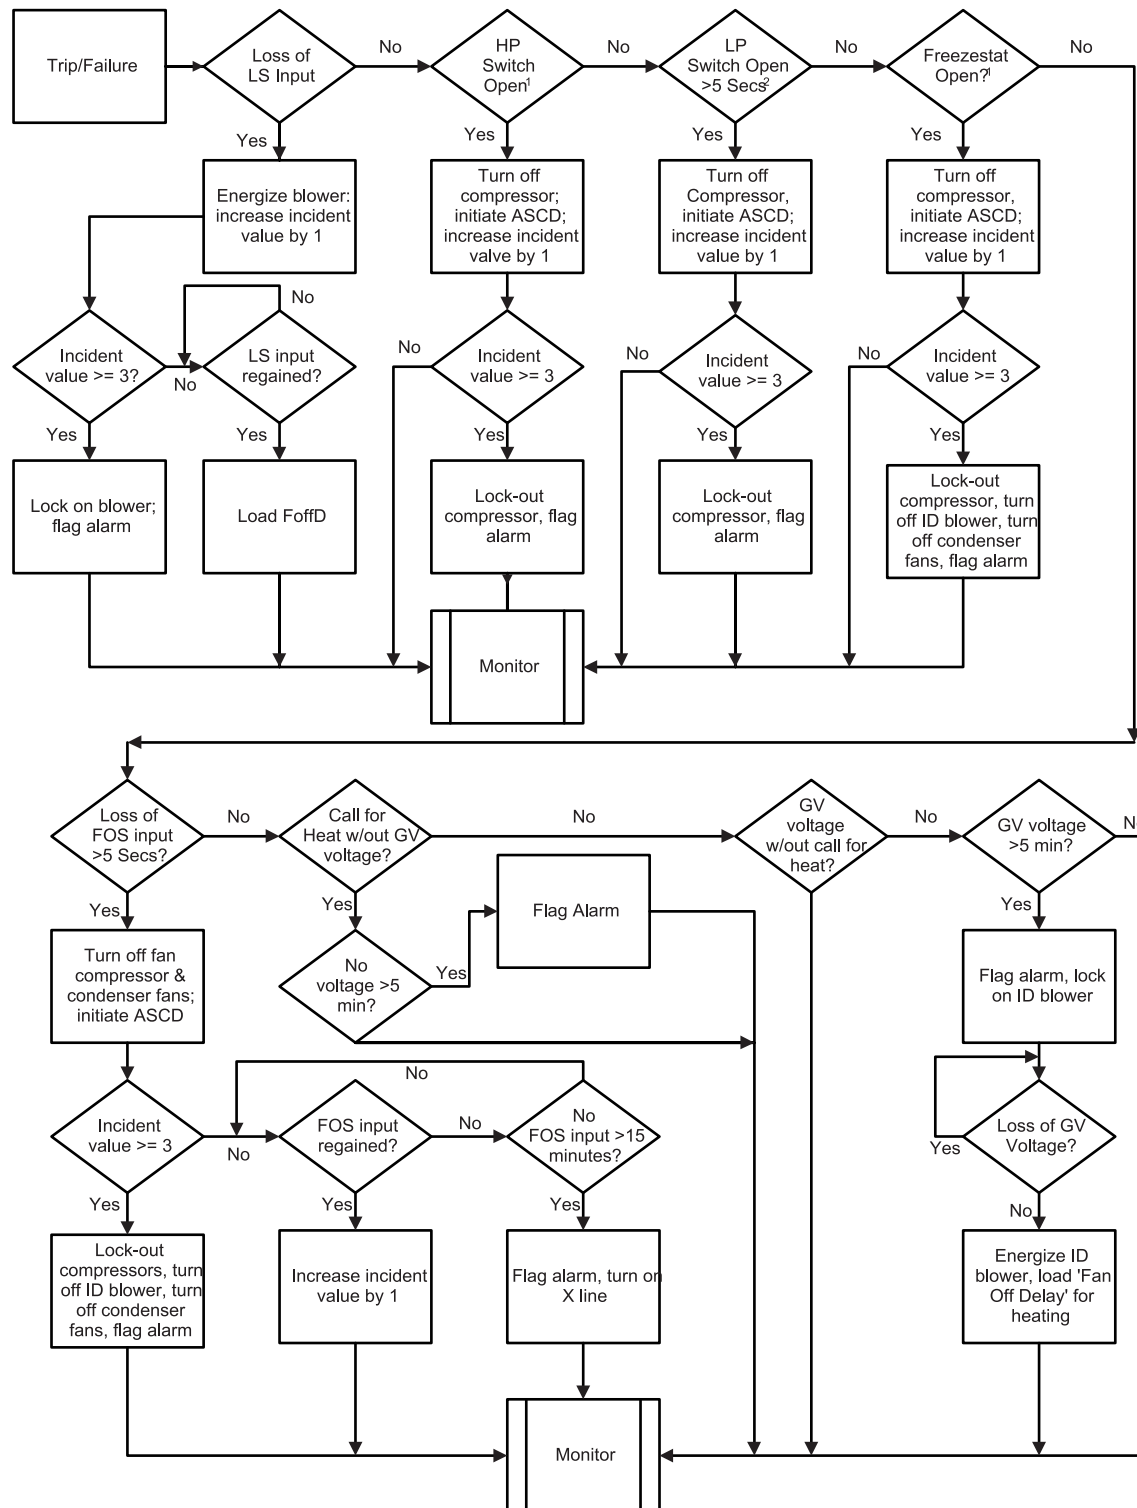 Trip/Failure
Loss of
LS Input
No
HP
Switch
Open1
No
LP
Switch Open
>5 Secs2
No
Freezestat
Open?1
No
Yes
Yes
Yes
Yes
Energize blower:
increase incident
value by 1
Turn off
compressor;
initiate ASCD;
increase incident
valve by 1
Turn off
Compressor,
initiate ASCD;
increase incident
value by 1
Turn off
compressor,
initiate ASCD;
increase incident
value by 1
No
Incident
value >= 3?
No
LS input
regained?
No
Incident
value >= 3
No
Incident
value >= 3
No
Incident
value >= 3
Yes
Yes
Yes
Yes
Yes
Lock on blower;
flag alarm
Load FoffD
Lock-out
compressor, flag
alarm
Lock-out
compressor, flag
alarm
Lock-out
compressor, turn
off ID blower, turn
off condenser
fans, flag alarm
Monitor
Loss of
FOS input
>5 Secs?
No
Call for
Heat w/out GV
voltage?
No
GV
voltage
w/out call for
heat?
No
GV voltage
>5 min?
No
Yes
Yes
Yes
Turn off fan
compressor &
condenser fans;
initiate ASCD
No
voltage >5
min?
Yes
Flag Alarm
Flag alarm, lock
on ID blower
No
Incident
value >= 3
No
FOS input
regained?
No
No
FOS input >15
minutes?
Loss of GV
Voltage?
Yes
Yes
Yes
Yes
No
Lock-out
compressors, turn
off ID blower, turn
off condenser
fans, flag alarm
Increase incident
value by 1
Flag alarm, turn on
X line
Energize ID
blower, load 'Fan
Off Delay' for
heating
Monitor